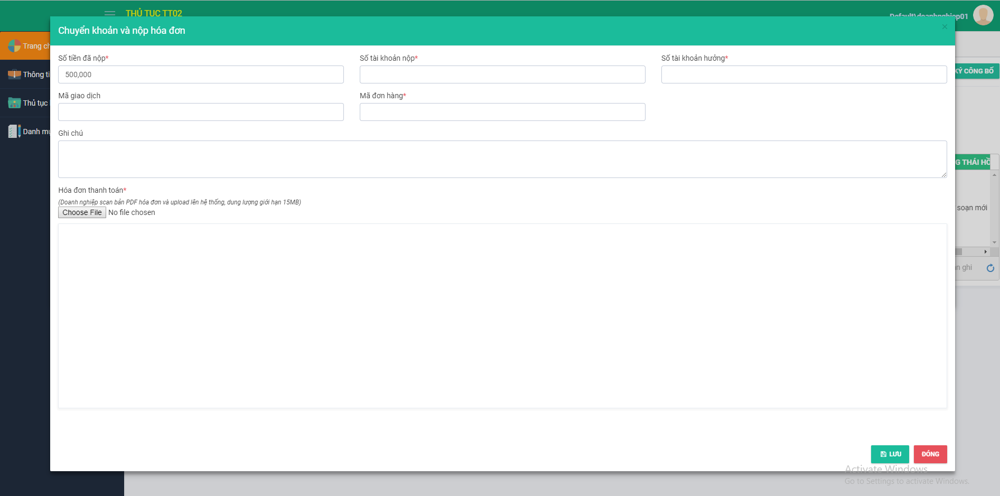 THỦ TỤC TT02
Default\doanhnghiep01
Chuyển khoản và nộp hóa đơn
×
Trang ch
Thông ti
Thủ tục
Danh mụ
Số tiền đã nộp*
Số tài khoản nộp*
Số tài khoản hưởng*
500,000
KÝ CÔNG BỐ
Mã giao dịch
Mã đơn hàng*
Ghi chú
G THÁI HỒ
Hóa đơn thanh toán*
(Doanh nghiệp scan bản PDF hóa đơn và upload lên hệ thống, dung lượng giới hạn 15MB)
Choose File No file chosen
soạn mới
n ghi
LƯU
ĐÓNG
Activate Windows
Go to Settings to activate Windows.